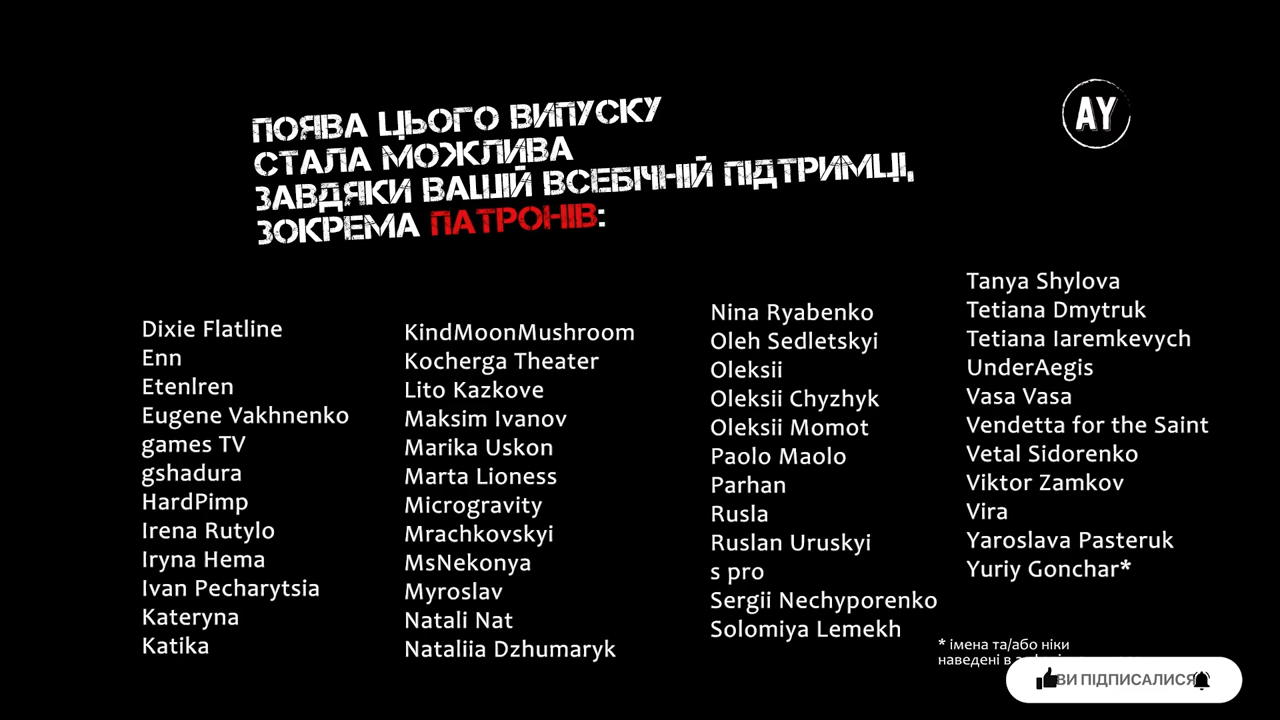 ПОЯВА ЦЬОГО ВИПУСКУ
СТАЛА МОЖЛИВА
ЗАВДЯКИ ВАШІЙ ВСЕБІЧНІЙ ПІДТРИМЦІ,
ЗОКРЕМА ПАТРОНІВ:
AY
Dixie Flatline
Enn
Etenlren
Eugene Vakhnenko
games TV
gshadura
HardPimp
Irena Rutylo
Iryna Hema
Ivan Pecharytsia
Kateryna
Katika
KindMoonMushroom
Kocherga Theater
Lito Kazkove
Maksim Ivanov
Marika Uskon
Marta Lioness
Microgravity
Mrachkovskyi
MsNekonya
Myroslav
Natali Nat
Nataliia Dzhumaryk
Nina Ryabenko
Oleh Sedletskyi
Oleksii
Oleksii Chyzhyk
Oleksii Momot
Paolo Maolo
Parhan
Rusla
Ruslan Uruskyi
s pro
Sergii Nechyporenko
Solomiya Lemekh
Tanya Shylova
Tetiana Dmytruk
Tetiana Iaremkevych
UnderAegis
Vasa Vasa
Vendetta for the Saint
Vetal Sidorenko
Viktor Zamkov
Vira
Yaroslava Pasteruk
Yuriy Gonchar*
* імена та/або ніки
наведені в
ВИ ПІДПИСАЛИСЯ